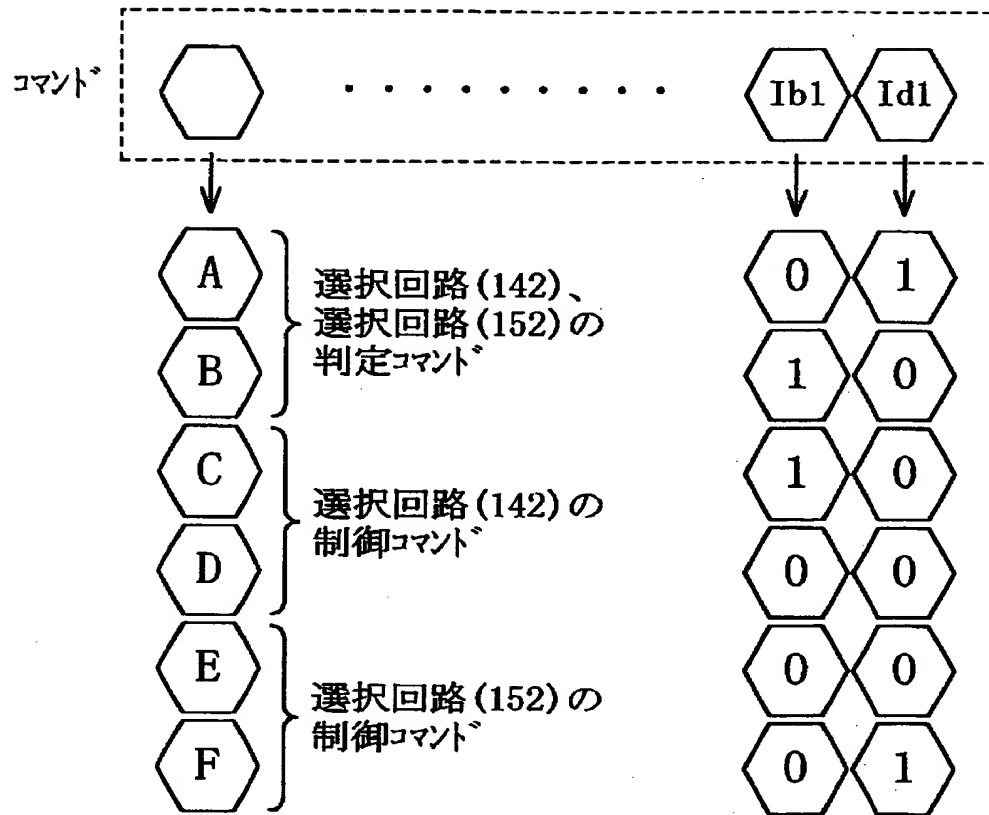 コマンド Ib1 Id1
A 0 1
選択回路(142)、
選択回路(152)の
判定コマンド
B 1 0
C 1 0
選択回路(142)の
制御コマンド
D 0 0
E 0 0
選択回路(152)の
制御コマンド
F 0 1